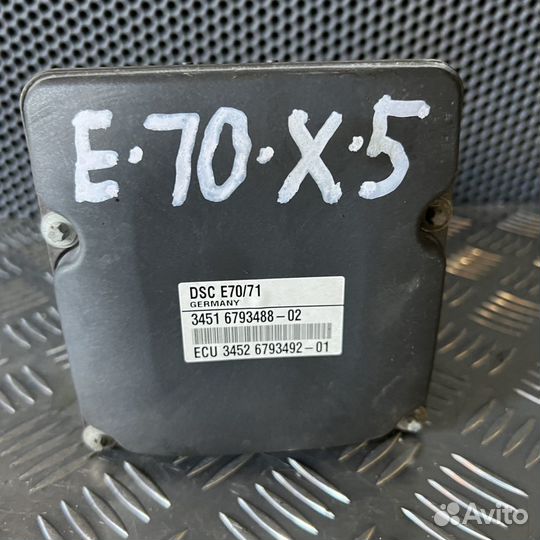 E·70·X·5
DSC E70/71
GERMANY
3451 6793488-02
ECU 3452 6793492-01
Avito